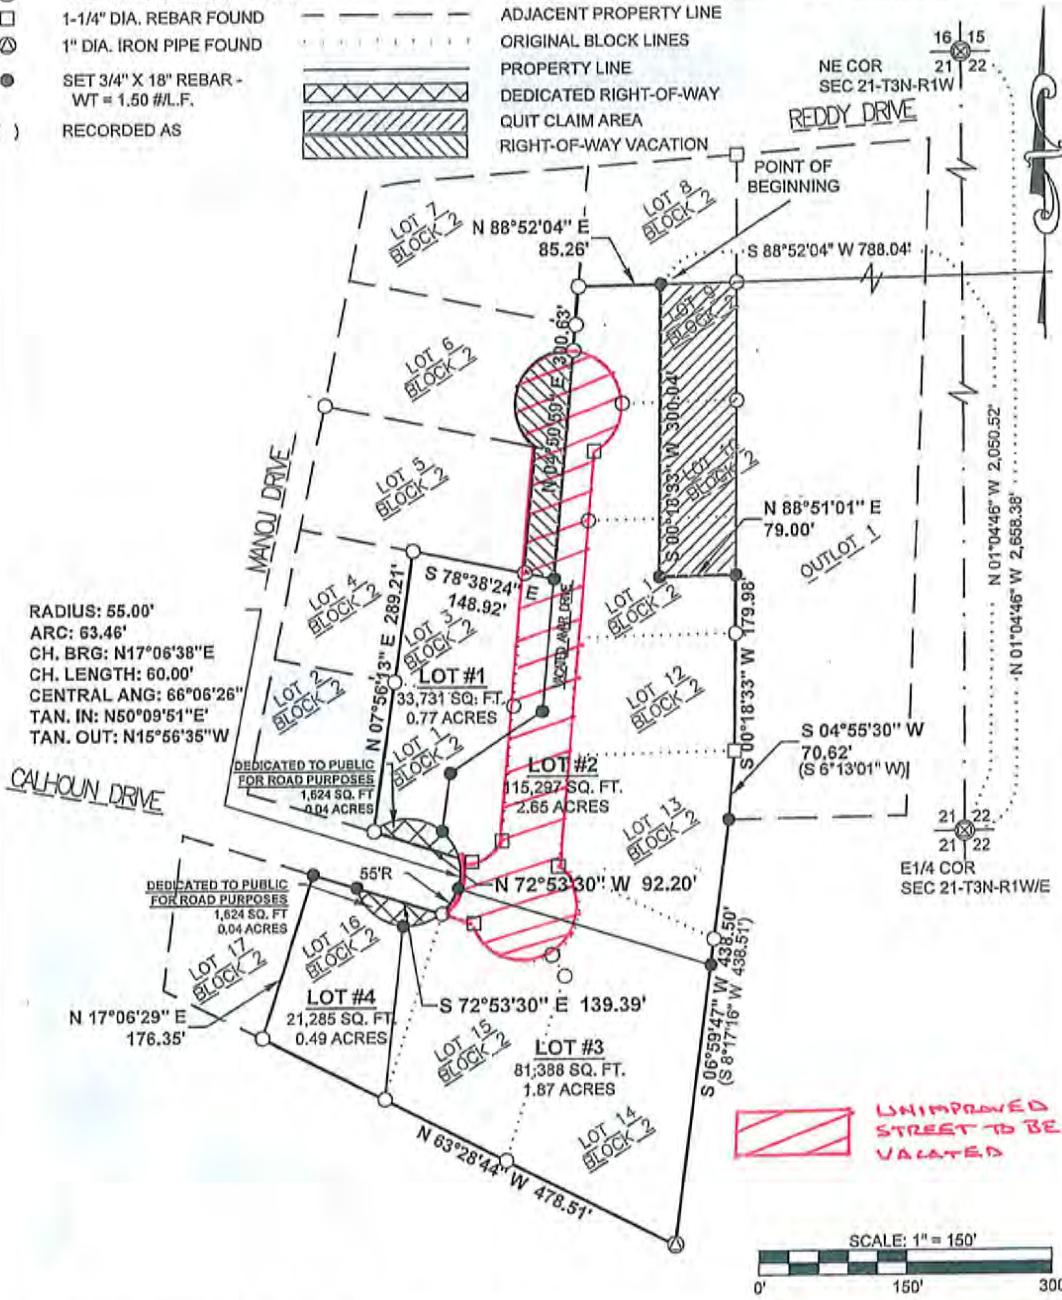 1-1/4" DIA. REBAR FOUND
1" DIA. IRON PIPE FOUND
SET 3/4" X 18" REBAR -
WT = 1.50 #/L.F.
( ) RECORDED AS
ADJACENT PROPERTY LINE
ORIGINAL BLOCK LINES
PROPERTY LINE
DEDICATED RIGHT-OF-WAY
QUIT CLAIM AREA
RIGHT-OF-WAY VACATION
16 15
21 22
NE COR
SEC 21-T3N-R1W
REDDY DRIVE
POINT OF
BEGINNING
LOT 7
BLOCK 2
LOT 8
BLOCK 2
N 88°52'04" E
85.26'
S 88°52'04" W 788.04'
LOT 9
BLOCK 2
LOT 6
BLOCK 2
N 04°50'59" E 300.63'
S 00°18'33" W 300.04'
LOT 10
BLOCK 2
LOT 5
BLOCK 2
MANOU DRIVE
N 88°51'01" E
79.00'
OUTLOT 1
N 01°04'46" W 2,050.52'
N 01°04'46" W 2,658.38'
S 78°38'24" E
148.92'
LOT 4
BLOCK 2
N 07°56'13" E 289.21'
LOT 3
BLOCK 2
BLOCK 2
S 00°18'33" W 179.98'
RADIUS: 55.00'
ARC: 63.46'
CH. BRG: N17°06'38"E
CH. LENGTH: 60.00'
CENTRAL ANG: 66°06'26"
TAN. IN: N50°09'51"E'
TAN. OUT: N15°56'35"W
LOT 2
BLOCK 2
LOT #1
33,731 SQ. FT.
0.77 ACRES
LOT 12
BLOCK 2
LOT 1
BLOCK 2
S 04°55'30" W
70.62'
(S 6°13'01" W)
CALHOUN DRIVE
DEDICATED TO PUBLIC
FOR ROAD PURPOSES
1,624 SQ. FT
0.04 ACRES
LOT #2
115,297 SQ. FT.
2.65 ACRES
LOT 13
BLOCK 2
21 22
21 22
E1/4 COR
SEC 21-T3N-R1W/E
55'R
N 72°53'30" W 92.20'
DEDICATED TO PUBLIC
FOR ROAD PURPOSES
1,624 SQ. FT
0.04 ACRES
LOT 16
BLOCK 2
LOT 17
BLOCK 2
S 06°59'47" W 438.50'
(S 8°17'16" W 438.51')
N 17°06'29" E
176.35'
LOT #4
21,285 SQ. FT.
0.49 ACRES
S 72°53'30" E 139.39'
LOT 15
BLOCK 2
LOT #3
81,388 SQ. FT.
1.87 ACRES
LOT 14
BLOCK 2
N 63°28'44" W 478.51'
UNIMPROVED
STREET TO BE
VACATED
SCALE: 1" = 150'
0' 150' 300